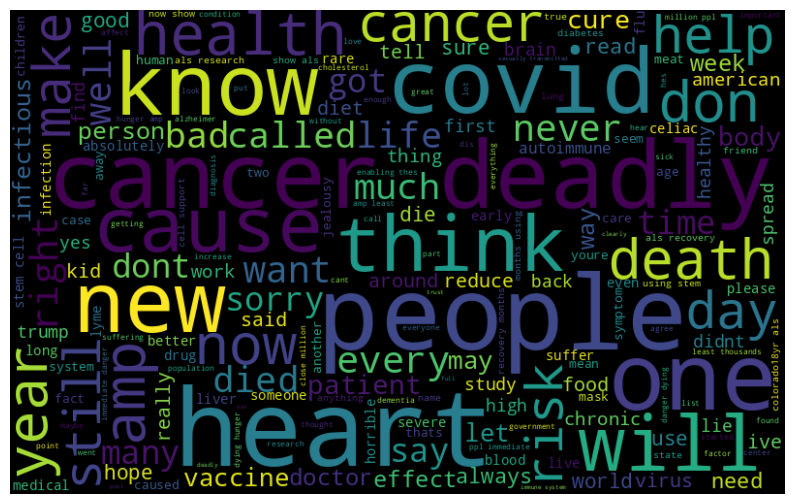 now show
condition
true
million ppl
important
good
health
cancer
cure
flu
help
children
affect
human
als research
show als
love
rare
diabetes
tell
sure
read
know
make
well
find
got
brain
covid
meat
week
don
american
look
cholesterol
put
sexually transmitted
hes
infectious
diet
lung
enough
great
lot
hunger amp
alzheimer
without
hear
person
bad
called
life
first
never
seem
celiac
body
absolutely
infection
away
two
thing
autoimmune
age
sick
friend
healthy
cancer
deadly
far
dis
everything
diagnosis
cell support
jealousy
much
enabling thes
amp least
time
cause
die
early
way
care
spread
right
case
getting
call
part
months using
als recovery
stem cell
yes
think
death
kid
dont
work
want
around
reduce
back
youre
even
using stem
increase
cant
clearly
new
sorry
people
day
symptom
please
trump
lyme
said
trust
didnt
long
better
suffering
another
recovery months
everyone
agree
suffer
least thousands
colorado18yr als
system
drug
now
every
may
mean
one
year
still
amp
really
population
someone
close million
full
patient
study
food
danger dying
fact
immediate danger
died
liver
anything
dementia
name
mask
list
maybe
many
heart
high
risk
chronic
found
horrible
thought
severe
thats
government
started
point
went
say
let
will
lie
use
live
hope
dying hunger
research
ppl immediate
blood
live
state
factor
center
medical
caused
vaccine
deadly
doctor
effect
always
immune system
world
virus
need